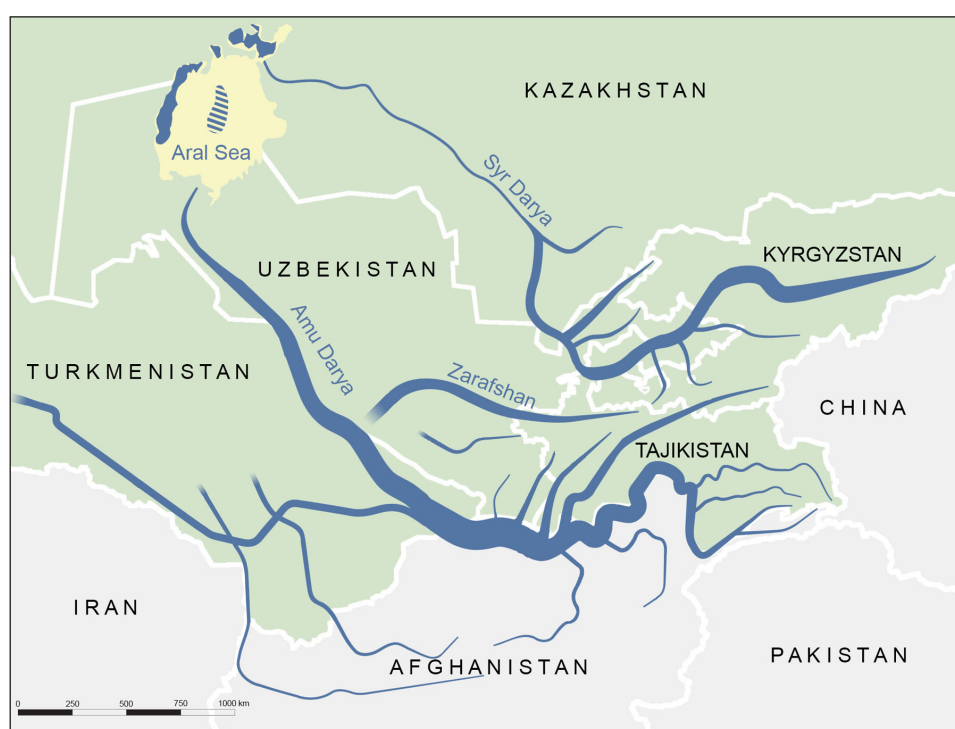 KAZAKHSTAN
Aral Sea
Syr Darya
KYRGYZSTAN
UZBEKISTAN
Amu Darya
TURKMENISTAN
Zarafshan
CHINA
TAJIKISTAN
IRAN
AFGHANISTAN
PAKISTAN
0 250 500 750 1000 km